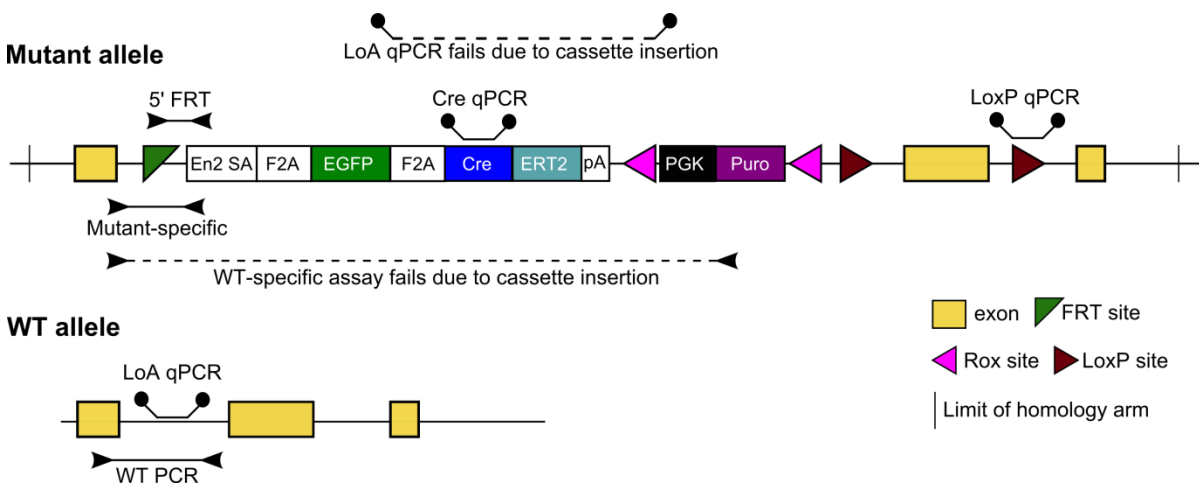 LoA qPCR fails due to cassette insertion
Mutant allele
5' FRT
Cre qPCR
LoxP qPCR
En2 SA F2A EGFP F2A Cre ERT2 pA PGK Puro
Mutant-specific
WT-specific assay fails due to cassette insertion
WT allele
LoA qPCR
WT PCR
exon FRT site
Rox site LoxP site
Limit of homology arm